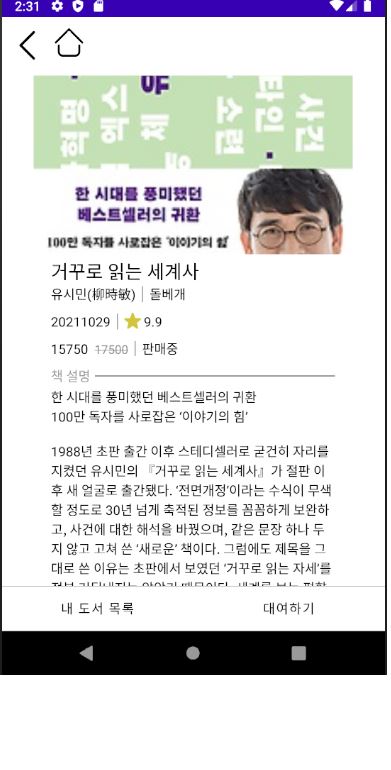 2:31
혁명
엑스
야
체
소련
타인
사건
한 시대를 풍미했던
베스트셀러의 귀환
100만 독자를 사로잡은 '이야기의 힘'
거꾸로 읽는 세계사
유시민(柳時敏) | 돌베개
20211029 | 9.9
15750 17500 | 판매중
책 설명
한 시대를 풍미했던 베스트셀러의 귀환
100만 독자를 사로잡은 ‘이야기의 힘’
1988년 초판 출간 이후 스테디셀러로 굳건히 자리를
지켰던 유시민의 『거꾸로 읽는 세계사』가 절판 이
후 새 얼굴로 출간됐다. ‘전면개정’이라는 수식이 무색
할 정도로 30년 넘게 축적된 정보를 꼼꼼하게 보완하
고, 사건에 대한 해석을 바꿨으며, 같은 문장 하나 두
지 않고 고쳐 쓴 ‘새로운’ 책이다. 그럼에도 제목을 그
대로 쓴 이유는 초판에서 보였던 ‘거꾸로 읽는 자세’를
내 도서 목록
대여하기